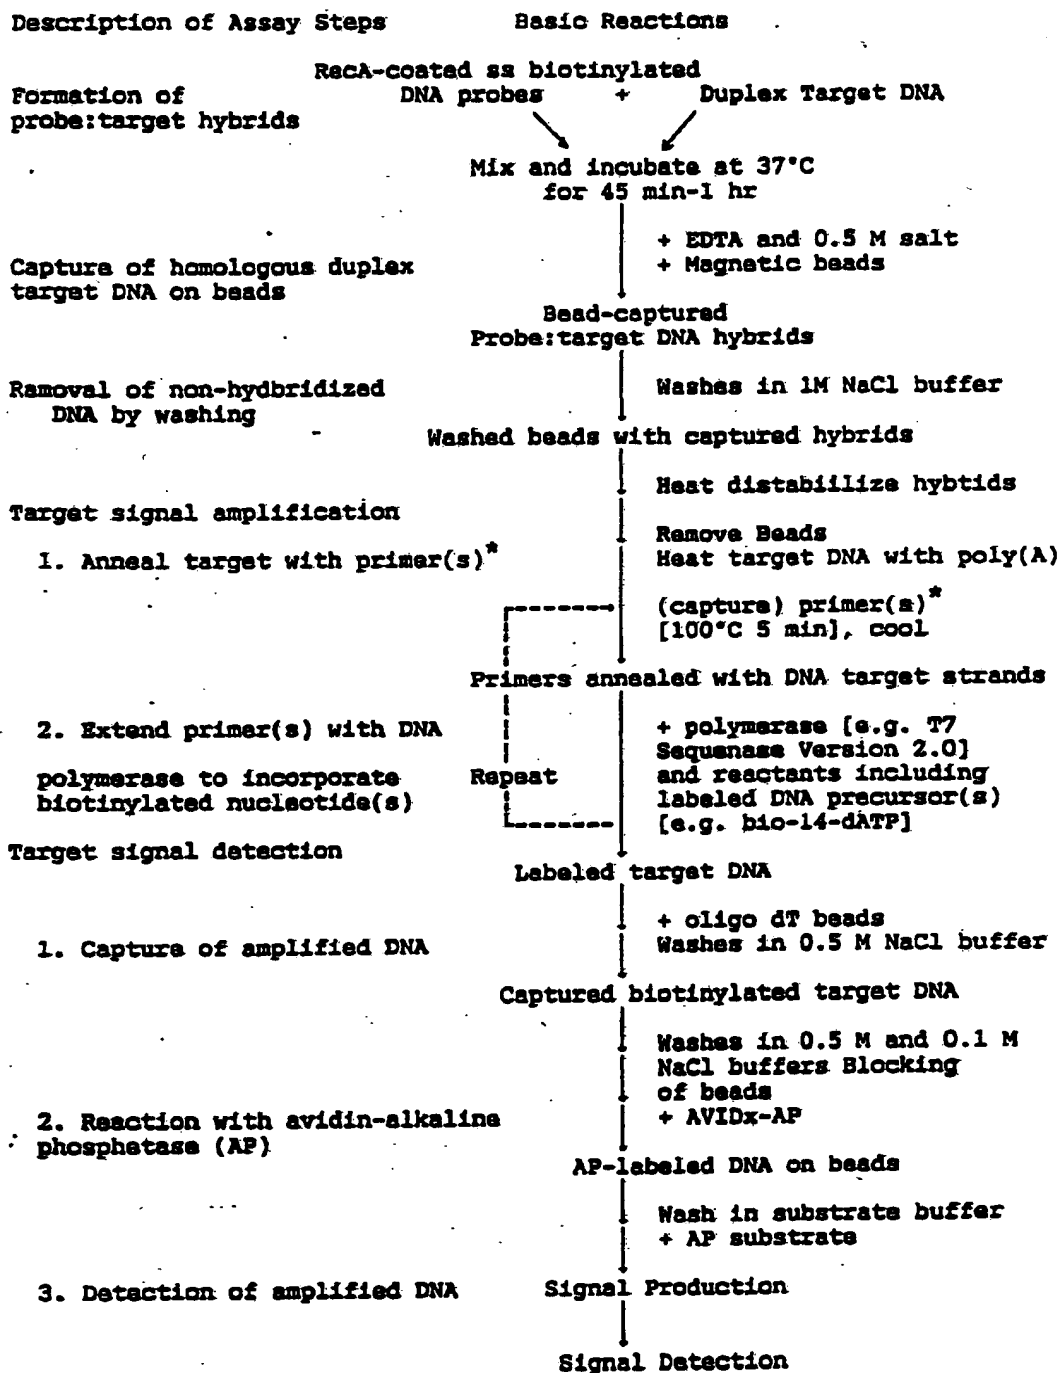 Description of Assay Steps Basic Reactions
RecA-coated ss biotinylated
Formation of DNA probes + Duplex Target DNA
probe:target hybrids
Mix and incubate at 37°C
for 45 min-1 hr
+ EDTA and 0.5 M salt
Capture of homologous duplex + Magnetic beads
target DNA on beads
Bead-captured
Probe:target DNA hybrids
Ramoval of non-hydbridized Washes in 1M NaCl buffer
DNA by washing
Washed beads with captured hybrids
Heat distabiillize hybtids
Target signal amplification
Remove Beads
1. Anneal target with primer(s)* Heat target DNA with poly(A)
(capture) primer(s)*
[100°C 5 min], cool
Primers annealed with DNA target strands
2. Extend primer(s) with DNA + polymerase [e.g. T7
Sequenase Version 2.0]
polymerase to incorporate Repeat and reactants including
biotinylated nucleotide(s) labeled DNA precursor(s)
[e.g. bio-14-dATP]
Target signal detection
Labeled target DNA
+ oligo dT beads
1. Capture of amplified DNA Washes in 0.5 M NaCl buffer
Captured biotinylated target DNA
Washes in 0.5 M and 0.1 M
NaCl buffers Blocking
of beads
2. Reaction with avidin-alkaline + AVIDx-AP
phosphetase (AP)
AP-labeled DNA on beads
Wash in substrate buffer
+ AP substrate
3. Detection of amplified DNA Signal Production
Signal Detection